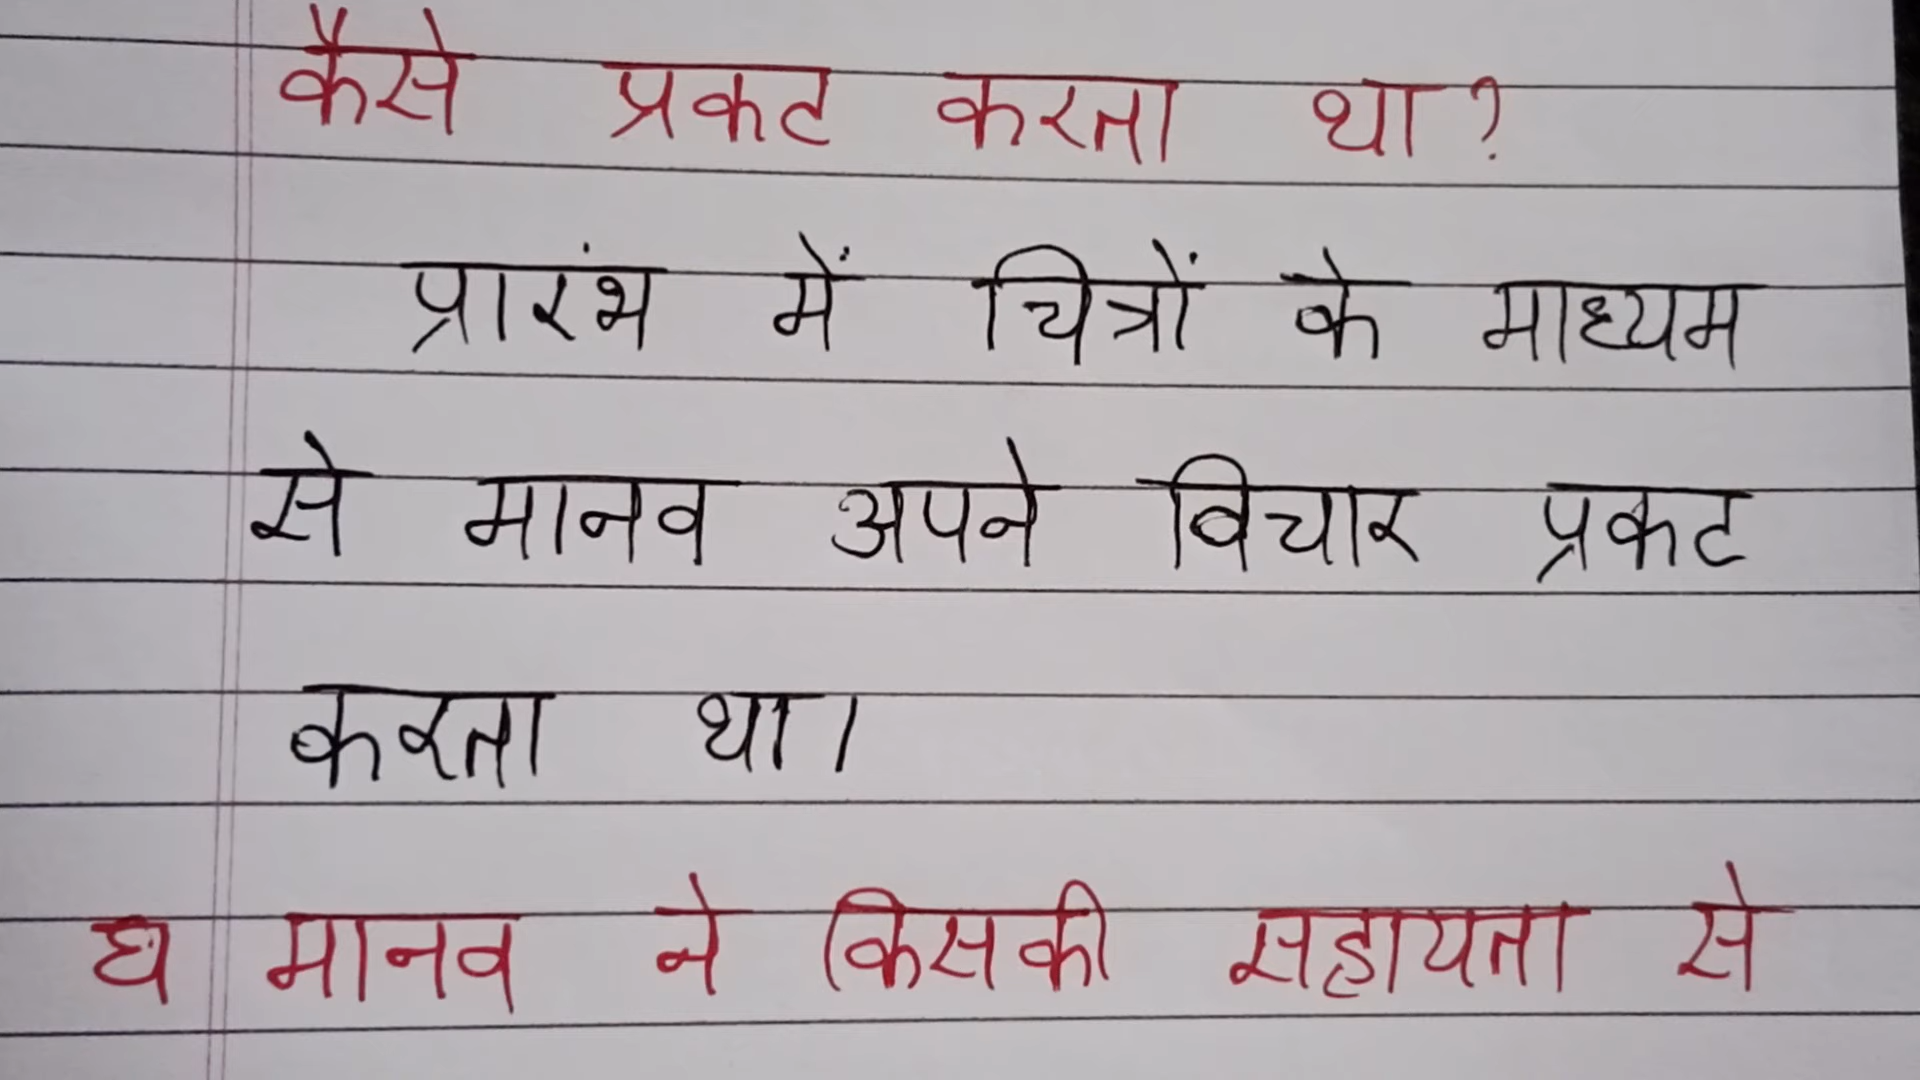 कैसे प्रकट करता था?
प्रारंभ में चित्रों के माध्यम
से मानव अपने विचार प्रकट
करता था।
घ मानव ने किसकी सहायता से